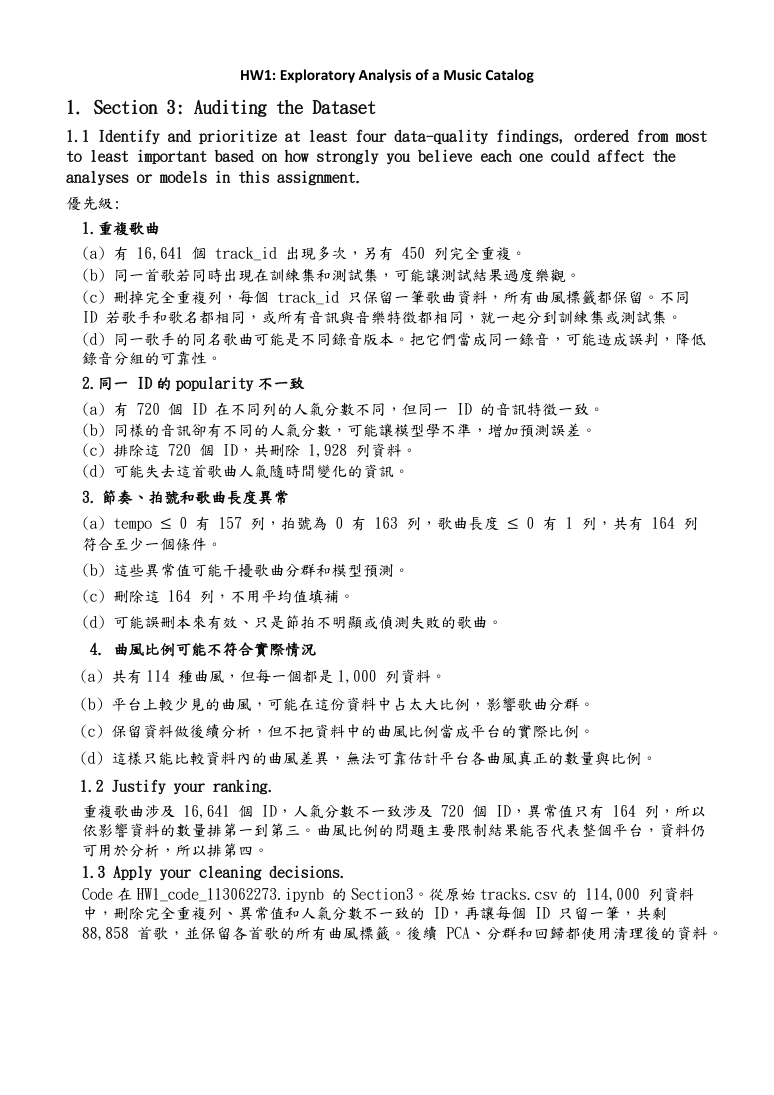 HW1: Exploratory Analysis of a Music Catalog
1. Section 3: Auditing the Dataset
1.1 Identify and prioritize at least four data-quality findings, ordered from most
to least important based on how strongly you believe each one could affect the
analyses or models in this assignment.
優先級:
1.重複歌曲
(a) 有 16,641 個 track_id 出現多次，另有 450 列完全重複。
(b) 同一首歌若同時出現在訓練集和測試集，可能讓測試結果過度樂觀。
(c) 刪掉完全重複列，每個 track_id 只保留一筆歌曲資料，所有曲風標籤都保留。不同
ID 若歌手和歌名都相同，或所有音訊與音樂特徵都相同，就一起分到訓練集或測試集。
(d) 同一歌手的同名歌曲可能是不同錄音版本。把它們當成同一錄音，可能造成誤判，降低
錄音分組的可靠性。
2.同一 ID 的 popularity 不一致
(a) 有 720 個 ID 在不同列的人氣分數不同，但同一 ID 的音訊特徵一致。
(b) 同樣的音訊卻有不同的人氣分數，可能讓模型學不準，增加預測誤差。
(c) 排除這 720 個 ID，共刪除 1,928 列資料。
(d) 可能失去這首歌曲人氣隨時間變化的資訊。
3. 節奏、拍號和歌曲長度異常
(a) tempo ≤ 0 有 157 列，拍號為 0 有 163 列，歌曲長度 ≤ 0 有 1 列，共有 164 列
符合至少一個條件。
(b) 這些異常值可能干擾歌曲分群和模型預測。
(c) 刪除這 164 列，不用平均值填補。
(d) 可能誤刪本來有效、只是節拍不明顯或偵測失敗的歌曲。
4. 曲風比例可能不符合實際情況
(a) 共有 114 種曲風，但每一個都是 1,000 列資料。
(b) 平台上較少見的曲風，可能在這份資料中占太大比例，影響歌曲分群。
(c) 保留資料做後續分析，但不把資料中的曲風比例當成平台的實際比例。
(d) 這樣只能比較資料內的曲風差異，無法可靠估計平台各曲風真正的數量與比例。
1.2 Justify your ranking.
重複歌曲涉及 16,641 個 ID，人氣分數不一致涉及 720 個 ID，異常值只有 164 列，所以
依影響資料的數量排第一到第三。曲風比例的問題主要限制結果能否代表整個平台，資料仍
可用於分析，所以排第四。
1.3 Apply your cleaning decisions.
Code 在 HW1_code_113062273.ipynb 的 Section3。從原始 tracks.csv 的 114,000 列資料
中，刪除完全重複列、異常值和人氣分數不一致的 ID，再讓每個 ID 只留一筆，共剩
88,858 首歌，並保留各首歌的所有曲風標籤。後續 PCA、分群和回歸都使用清理後的資料。